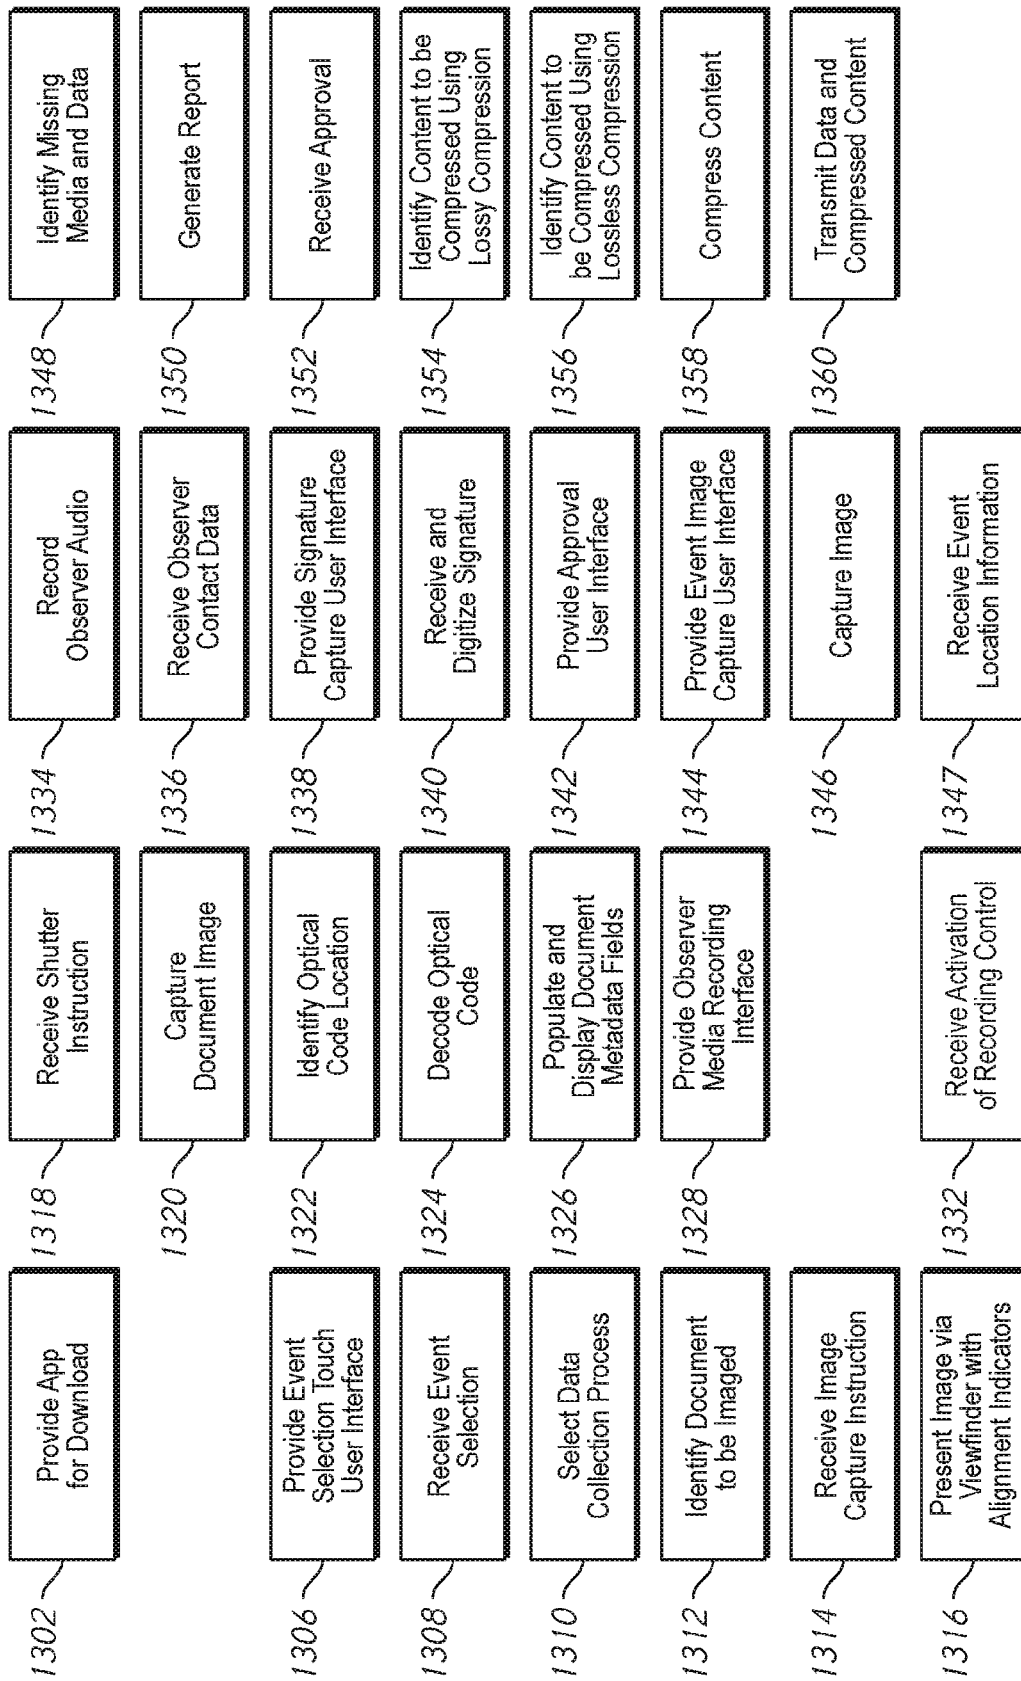 1302
Provide App
for Download
1306
Provide Event
Selection Touch
User Interface
1308
Receive Event
Selection
1310
Select Data
Collection Process
1312
Identify Document
to be Imaged
1314
Receive Image
Capture Instruction
1316
Present Image via
Viewfinder with
Alignment Indicators
1318
Receive Shutter
Instruction
1320
Capture
Document Image
1322
Identify Optical
Code Location
1324
Decode Optical
Code
1326
Populate and
Display Document
Metadata Fields
1328
Provide Observer
Media Recording
Interface
1332
Receive Activation
of Recording Control
1334
Record
Observer Audio
1336
Receive Observer
Contact Data
1338
Provide Signature
Capture User Interface
1340
Receive and
Digitize Signature
1342
Provide Approval
User Interface
1344
Provide Event Image
Capture User Interface
1346
Capture Image
1347
Receive Event
Location Information
1348
Identify Missing
Media and Data
1350
Generate Report
1352
Receive Approval
1354
Identify Content to be
Compressed Using
Lossy Compression
1356
Identify Content to
be Compressed Using
Lossless Compression
1358
Compress Content
1360
Transmit Data and
Compressed Content